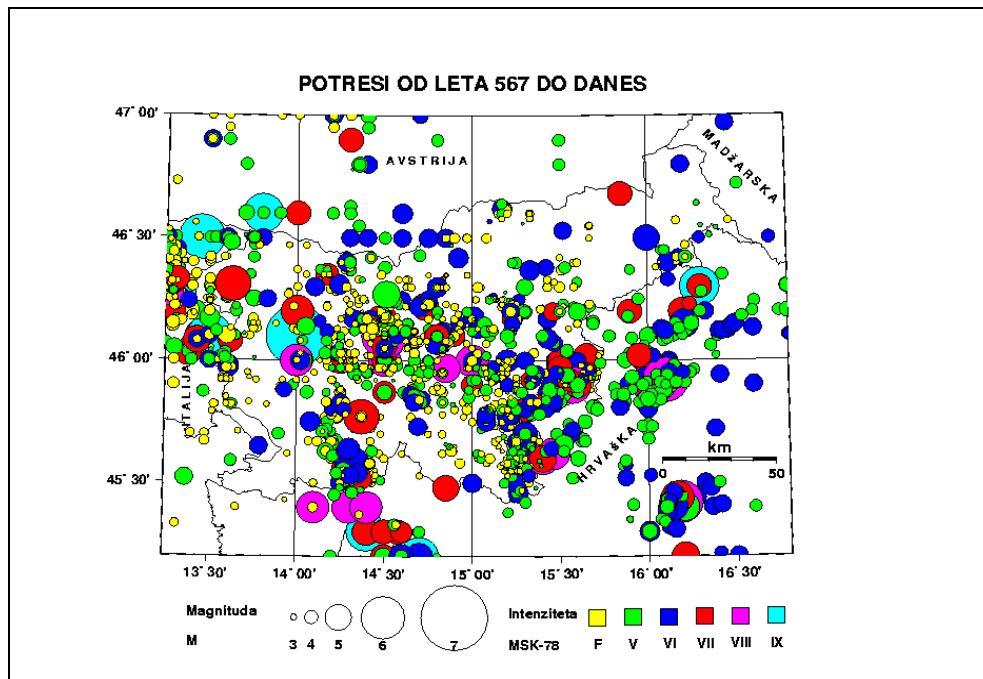 POTRESI OD LETA 567 DO DANES
47° 00'
AVSTRIJA
MADžARSKA
46° 30'
46° 00'
ITALIJA
HRVAšKA
km
0 50
45° 30'
13° 30' 14° 00' 14° 30' 15° 00' 15° 30' 16° 00' 16° 30'
Magnituda
Intenziteta
M 3 4 5 6 7 MSK-78 F V VI VII VIII IX